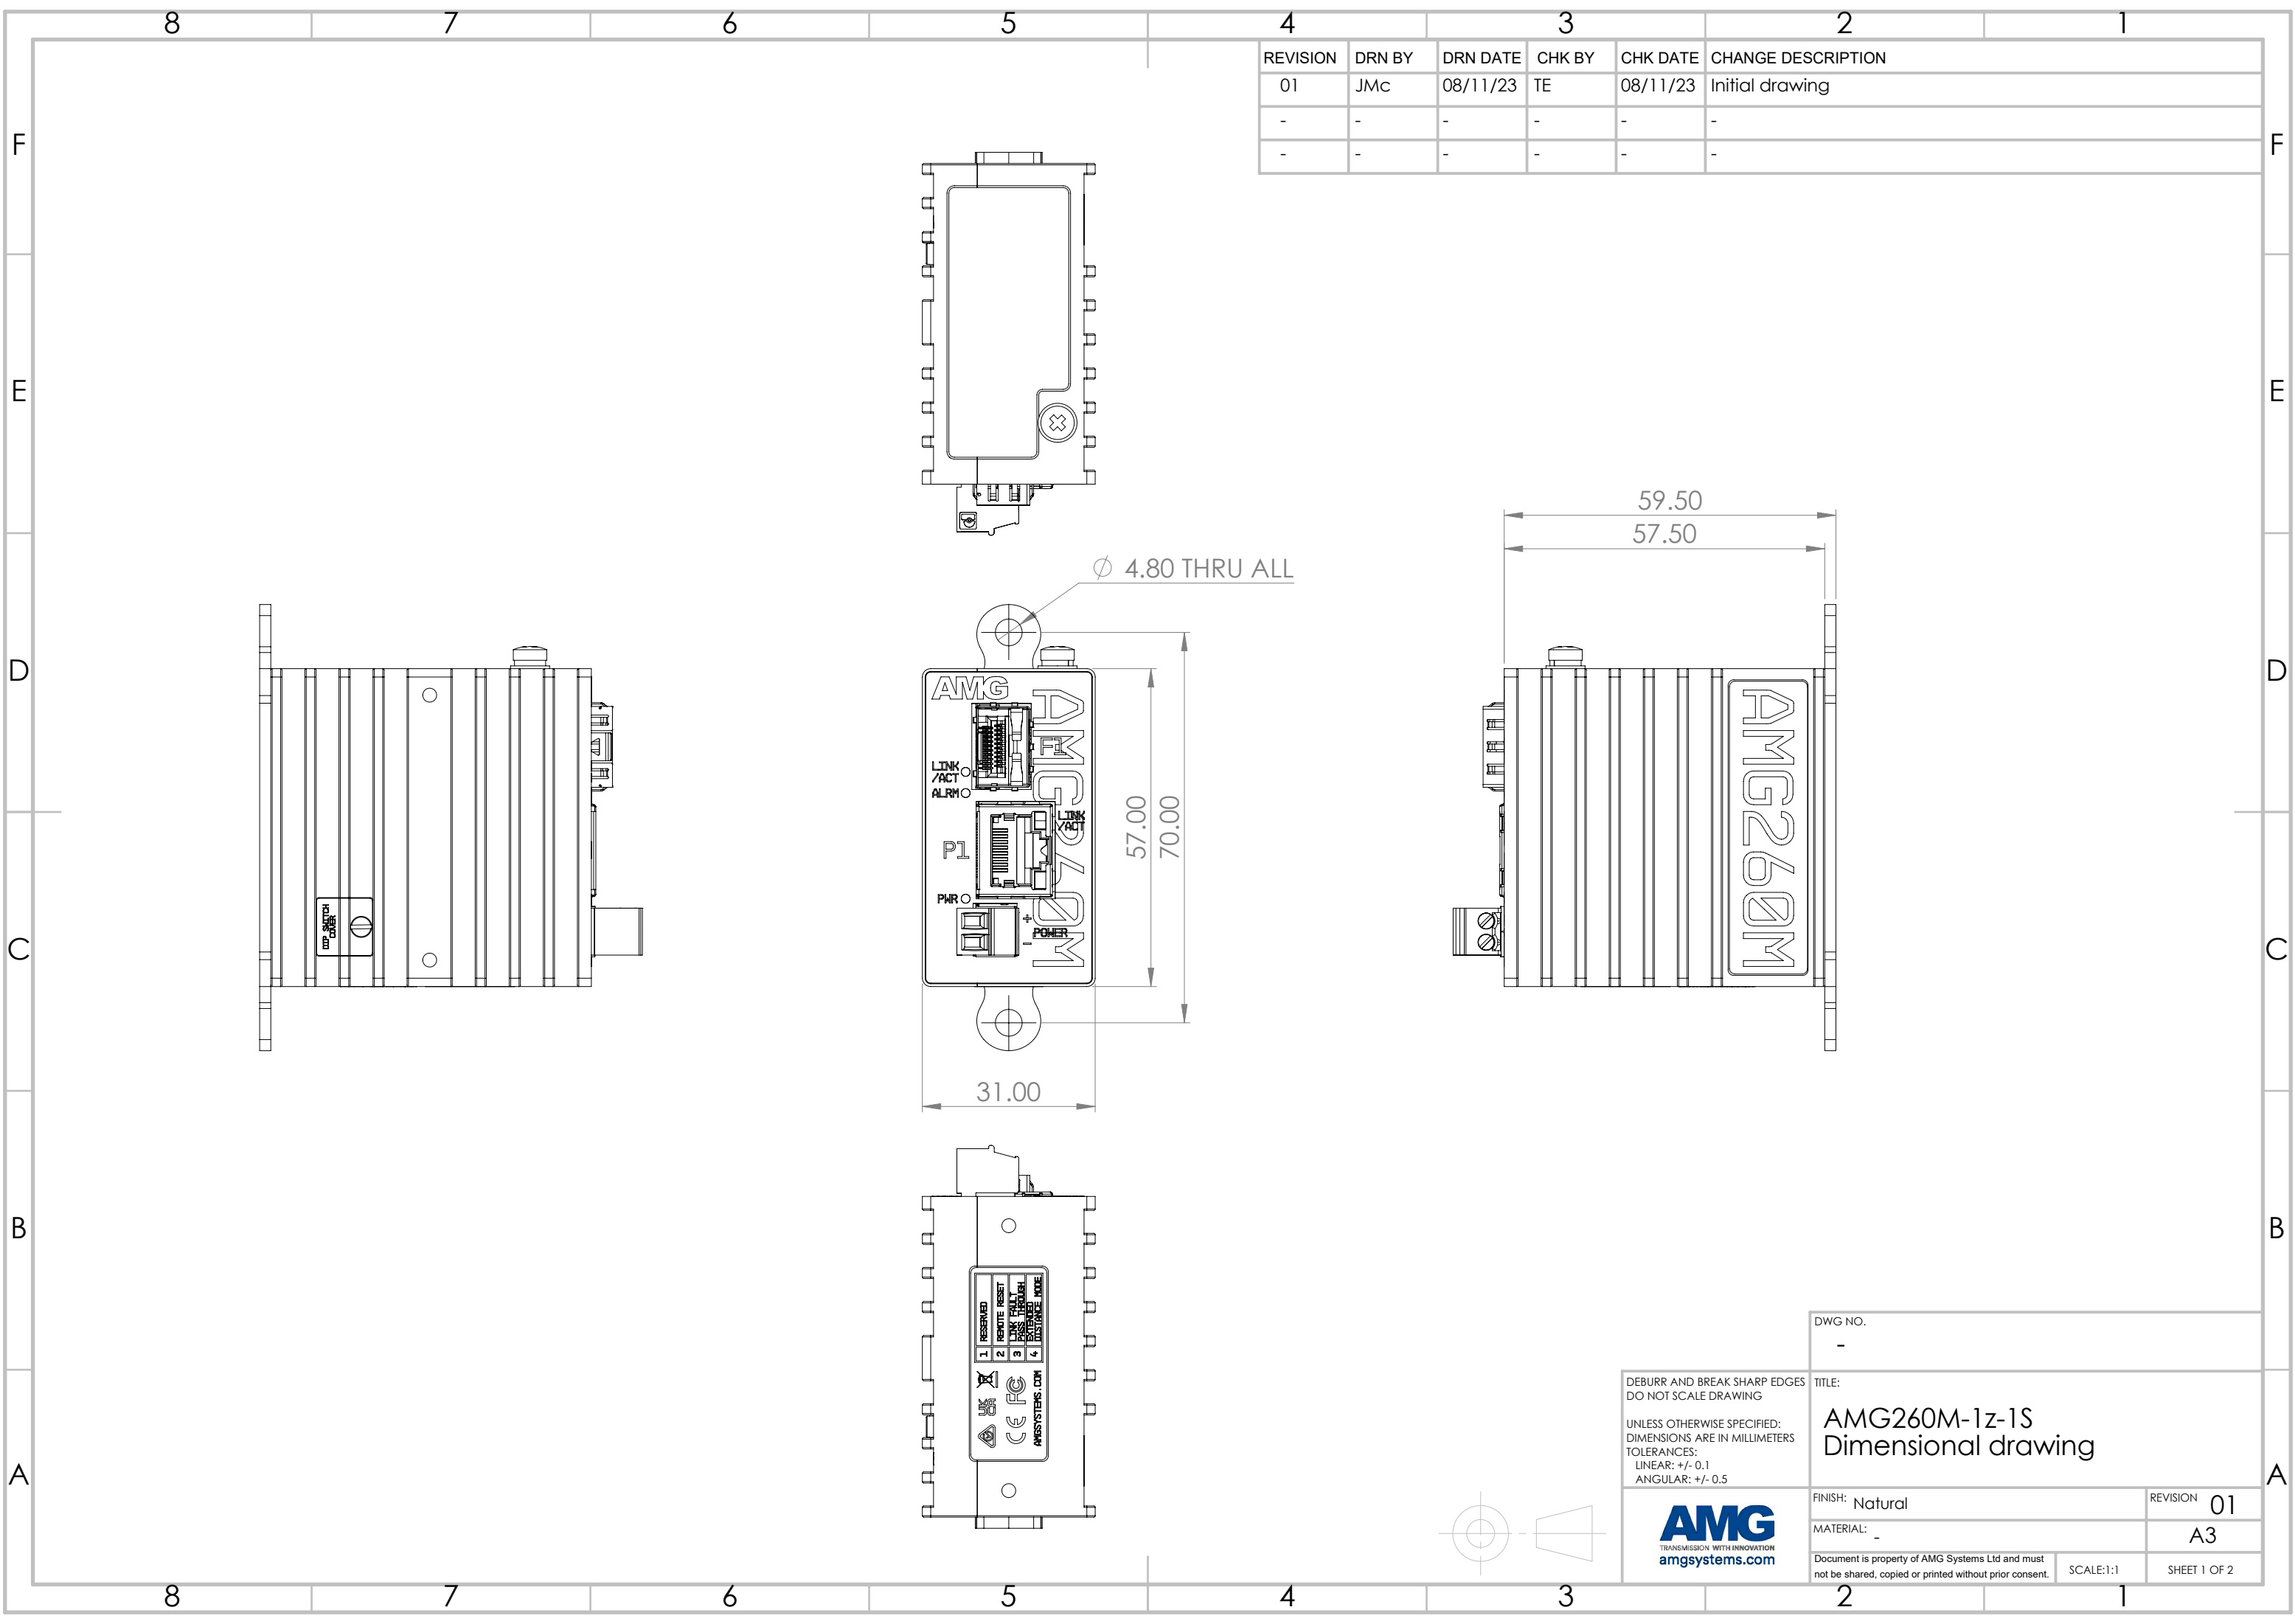 8 7 6 5 4 3 2 1
REVISION DRN BY DRN DATE CHK BY CHK DATE CHANGE DESCRIPTION
01 JMc 08/11/23 TE 08/11/23 Initial drawing
- - - - - -
- - - - - -
F F
E E
59.50
57.50
Ø 4.80 THRU ALL
D D
AMG
AMG260M
F1
LINK
/ACT
ALRM
LINK
/ACT
P1
PWR
+
POWER
-
57.00
70.00
AMG260M
DIP SWITCH
COVER
C C
31.00
B B
1 RESERVED
2 REMOTE RESET
3 LINK FAULT
PASS THROUGH
4 EXTENDED
DISTANCE MODE
UK
CA
CE FC
AMGSYSTEMS.COM
DWG NO.
-
DEBURR AND BREAK SHARP EDGES
DO NOT SCALE DRAWING
UNLESS OTHERWISE SPECIFIED:
DIMENSIONS ARE IN MILLIMETERS
TOLERANCES:
LINEAR: +/- 0.1
ANGULAR: +/- 0.5
TITLE:
AMG260M-1z-1S
Dimensional drawing
A A
FINISH: Natural
REVISION 01
MATERIAL: -
A3
AMG
TRANSMISSION WITH INNOVATION
amgsystems.com
Document is property of AMG Systems Ltd and must
not be shared, copied or printed without prior consent.
SCALE:1:1
SHEET 1 OF 2
8 7 6 5 4 3 2 1